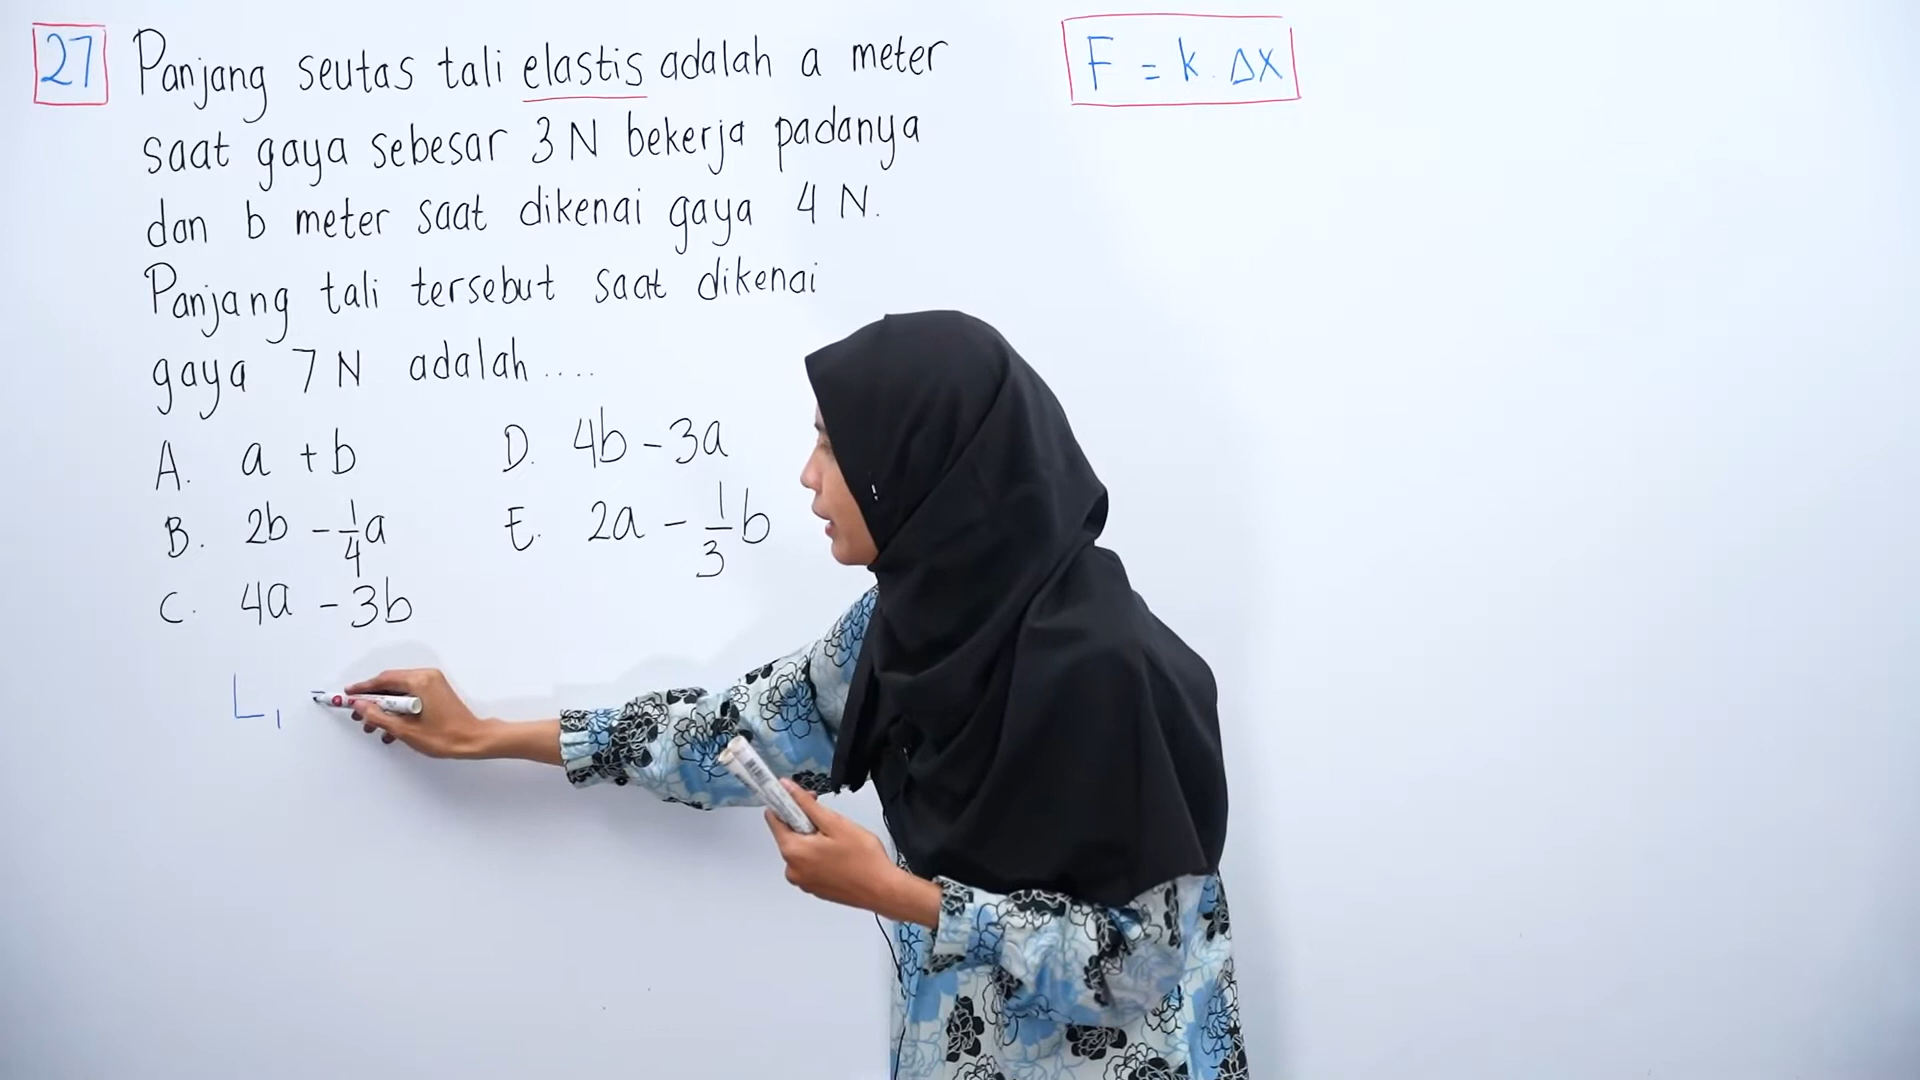 27 Panjang seutas tali elastis adalah a meter
saat gaya sebesar 3 N bekerja padanya
dan b meter saat dikenai gaya 4 N.
Panjang tali tersebut saat dikenai
gaya 7 N adalah ....
A. a + b
B. 2b - 1/4 a
C. 4a - 3b
D. 4b - 3a
E. 2a - 1/3 b
L₁ =
F = k . Δx